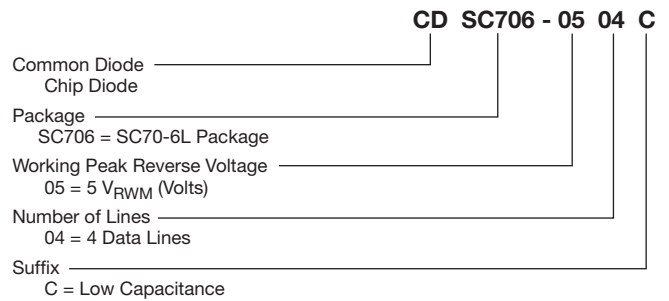 CD SC706 - 05 04 C
Common Diode
Chip Diode
Package
SC706 = SC70-6L Package
Working Peak Reverse Voltage
05 = 5 VRWM (Volts)
Number of Lines
04 = 4 Data Lines
Suffix
C = Low Capacitance